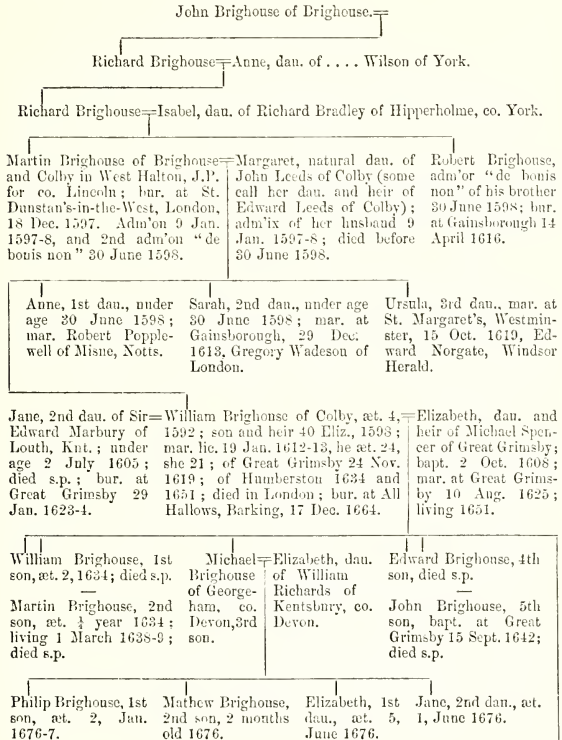 John Brighouse of Brighouse.
Richard Brighouse Anne, dau. of . . . . Wilson of York.
Richard Brighouse Isabel, dau. of Richard Bradley of Hipperholme, co. York.
Martin Brighouse of Brighouse
and Colby in West Halton, J.P.
for co. Lincoln; bur. at St.
Dunstan's-in-the-West, London,
18 Dec. 1597. Adm'on 9 Jan.
1597-8, and 2nd adm'on "de
bonis non" 30 June 1598.
Margaret, natural dau. of
John Leeds of Colby (some
call her dau. and heir of
Edward Leeds of Colby);
adm'ix of her husband 9
Jan. 1597-8; died before
30 June 1598.
Robert Brighouse,
adm'or "de bonis
non" of his brother
30 June 1598; bur.
at Gainsborough 14
April 1616.
Anne, 1st dau., under
age 30 June 1598;
mar. Robert Popple-
well of Misne, Notts.
Sarah, 2nd dau., under age
30 June 1598; mar. at
Gainsborough, 29 Dec.
1613, Gregory Wadeson of
London.
Ursula, 3rd dau., mar. at
St. Margaret's, Westmin-
ster, 15 Oct. 1619, Ed-
ward Norgate, Windsor
Herald.
Jane, 2nd dau. of Sir
Edward Marbury of
Louth, Knt.; under
age 2 July 1605;
died s.p.; bur. at
Great Grimsby 29
Jan. 1623-4.
William Brighouse of Colby, æt. 4,
1592; son and heir 40 Eliz., 1598;
mar. lic. 19 Jan. 1612-13, he æt. 24,
she 21; of Great Grimsby 24 Nov.
1619; of Humberston 1634 and
1651; died in London; bur. at All
Hallows, Barking, 17 Dec. 1664.
Elizabeth, dau. and
heir of Michael Spen-
cer of Great Grimsby;
bapt. 2 Oct. 1608;
mar. at Great Grims-
by 10 Aug. 1625;
living 1651.
William Brighouse, 1st
son, æt. 2, 1634; died s.p.
—
Martin Brighouse, 2nd
son, æt. year 1634;
living 1 March 1638-9;
died s.p.
Michael
Brighouse
of George-
ham, co.
Devon, 3rd
son.
Elizabeth, dau.
of William
Richards of
Kentsbury, co.
Devon.
Edward Brighouse, 4th
son, died s.p.
—
John Brighouse, 5th
son, bapt. at Great
Grimsby 15 Sept. 1642;
died s.p.
Philip Brighouse, 1st
son, æt. 2, Jan.
1676-7.
Mathew Brighouse,
2nd son, 2 months
old 1676.
Elizabeth, 1st
dau., æt. 5,
June 1676.
Jane, 2nd dau., æt.
1, June 1676.